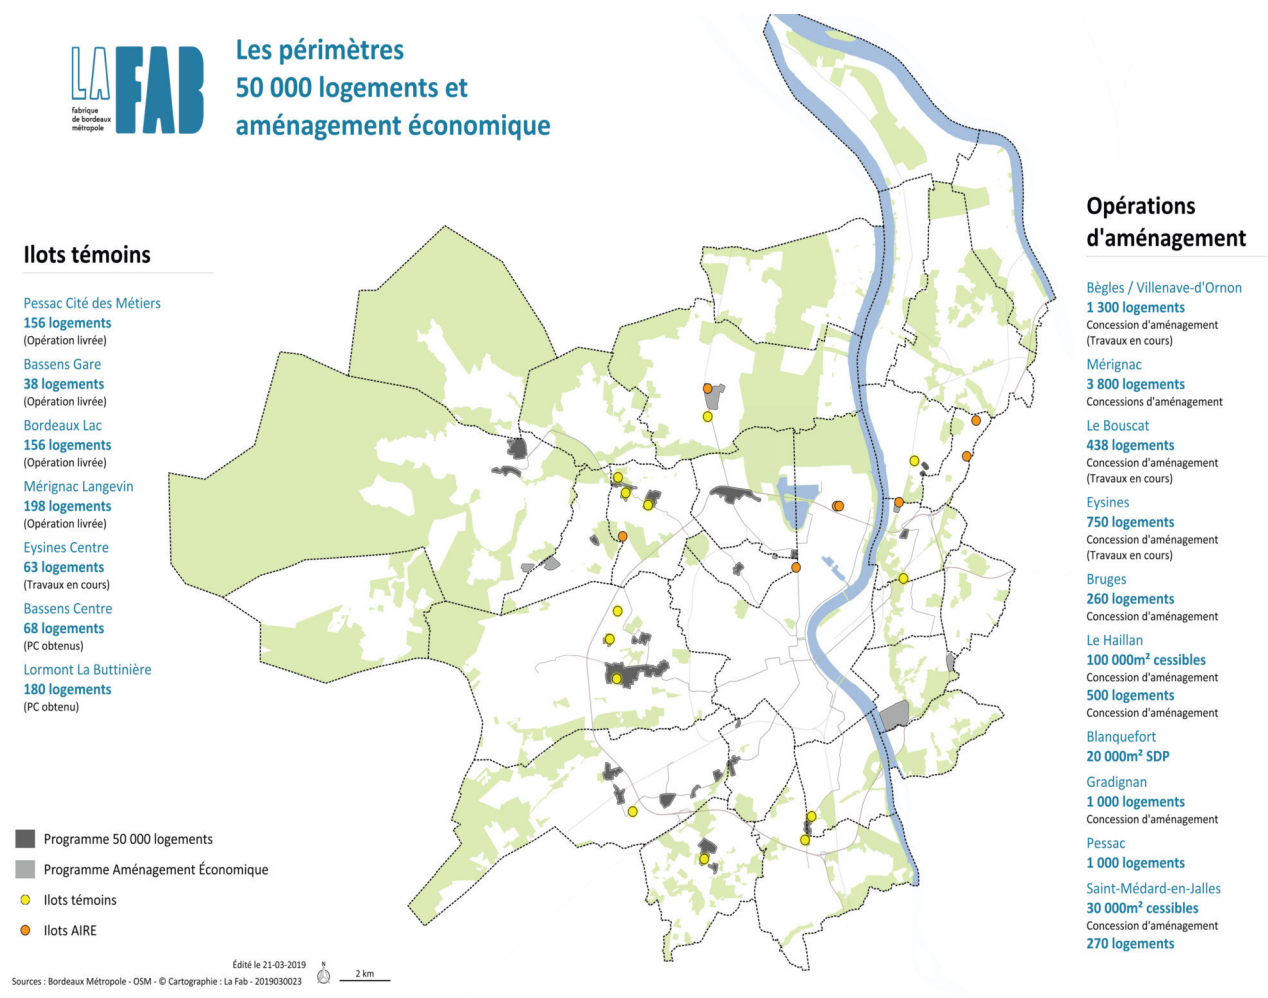 LA FAB
fabrique
de bordeaux
métropole
Les périmètres
50 000 logements et
aménagement économique
Ilots témoins
Pessac Cité des Métiers
156 logements
(Opération livrée)
Bassens Gare
38 logements
(Opération livrée)
Bordeaux Lac
156 logements
(Opération livrée)
Mérignac Langevin
198 logements
(Opération livrée)
Eysines Centre
63 logements
(Travaux en cours)
Bassens Centre
68 logements
(PC obtenus)
Lormont La Buttinière
180 logements
(PC obtenu)
Programme 50 000 logements
Programme Aménagement Économique
Ilots témoins
Ilots AIRE
Édité le 21-03-2019
N
2 km
Sources : Bordeaux Métropole - OSM - © Cartographie : La Fab - 2019030023
Opérations
d'aménagement
Bègles / Villenave-d'Ornon
1 300 logements
Concession d'aménagement
(Travaux en cours)
Mérignac
3 800 logements
Concessions d'aménagement
Le Bouscat
438 logements
Concession d'aménagement
(Travaux en cours)
Eysines
750 logements
Concession d'aménagement
(Travaux en cours)
Bruges
260 logements
Concession d'aménagement
Le Haillan
100 000m² cessibles
Concession d'aménagement
500 logements
Concession d'aménagement
Blanquefort
20 000m² SDP
Gradignan
1 000 logements
Concession d'aménagement
Pessac
1 000 logements
Saint-Médard-en-Jalles
30 000m² cessibles
Concession d'aménagement
270 logements